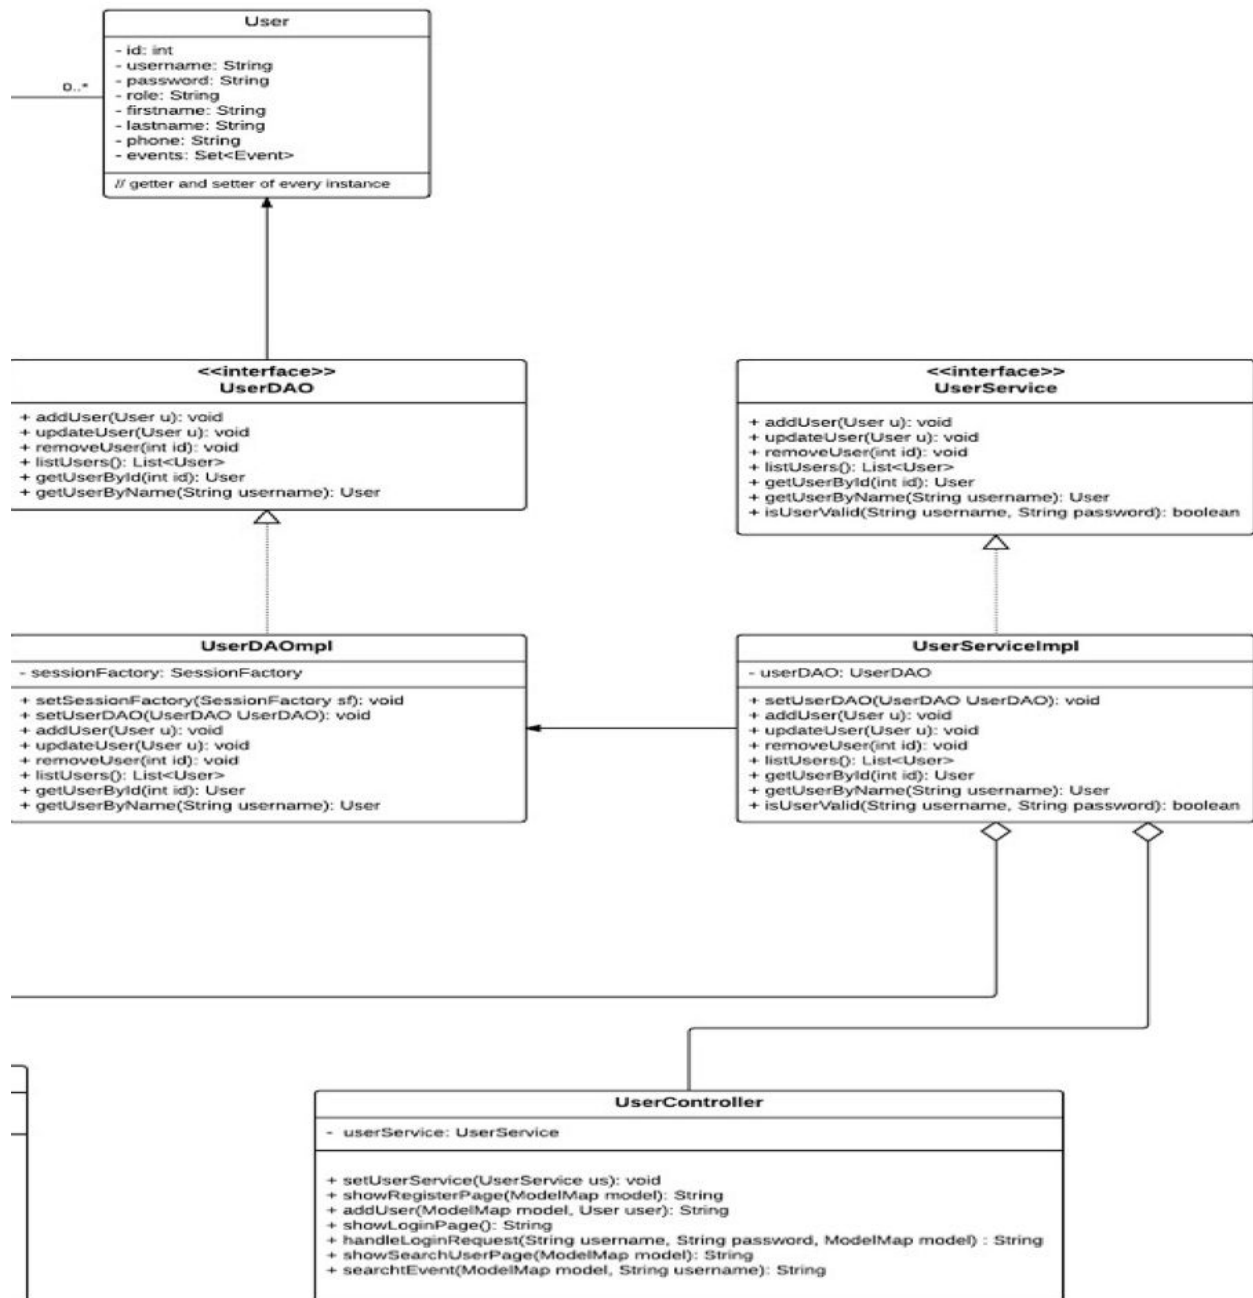 User
- id: int
- username: String
- password: String
- role: String
- firstname: String
- lastname: String
- phone: String
- events: Set<Event>
// getter and setter of every instance
0..*
<<interface>>
UserDAO
+ addUser(User u): void
+ updateUser(User u): void
+ removeUser(int id): void
+ listUsers(): List<User>
+ getUserById(int id): User
+ getUserByName(String username): User
<<interface>>
UserService
+ addUser(User u): void
+ updateUser(User u): void
+ removeUser(int id): void
+ listUsers(): List<User>
+ getUserById(int id): User
+ getUserByName(String username): User
+ isUserValid(String username, String password): boolean
UserDAOmpl
- sessionFactory: SessionFactory
+ setSessionFactory(SessionFactory sf): void
+ setUserDAO(UserDAO UserDAO): void
+ addUser(User u): void
+ updateUser(User u): void
+ removeUser(int id): void
+ listUsers(): List<User>
+ getUserById(int id): User
+ getUserByName(String username): User
UserServiceImpl
- userDAO: UserDAO
+ setUserDAO(UserDAO UserDAO): void
+ addUser(User u): void
+ updateUser(User u): void
+ removeUser(int id): void
+ listUsers(): List<User>
+ getUserById(int id): User
+ getUserByName(String username): User
+ isUserValid(String username, String password): boolean
UserController
- userService: UserService
+ setUserService(UserService us): void
+ showRegisterPage(ModelMap model): String
+ addUser(ModelMap model, User user): String
+ showLoginPage(): String
+ handleLoginRequest(String username, String password, ModelMap model) : String
+ showSearchUserPage(ModelMap model): String
+ searchtEvent(ModelMap model, String username): String